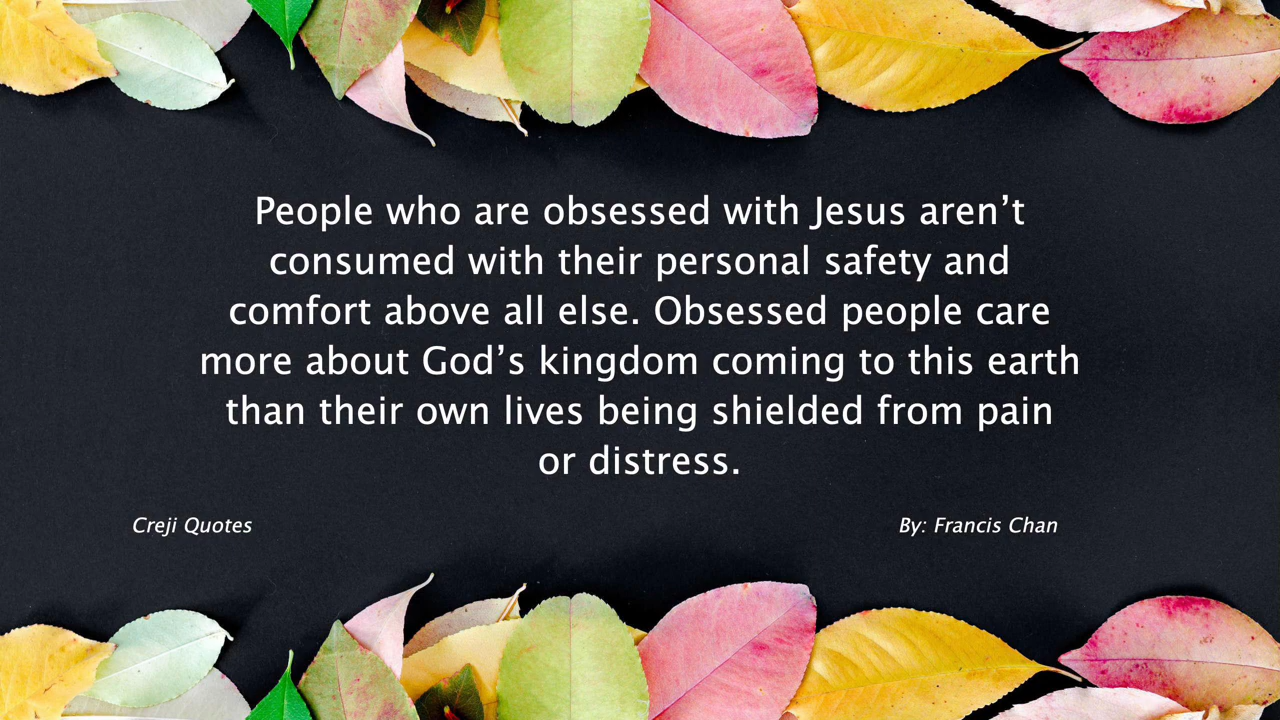 People who are obsessed with Jesus aren’t
consumed with their personal safety and
comfort above all else. Obsessed people care
more about God’s kingdom coming to this earth
than their own lives being shielded from pain
or distress.
Creji Quotes
By: Francis Chan